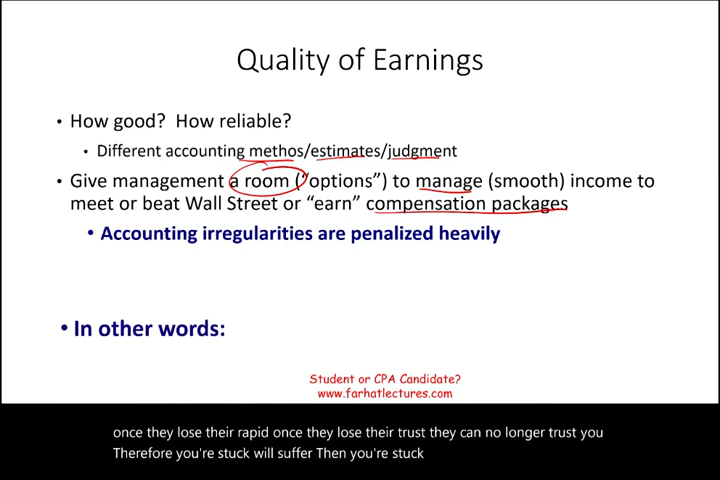 Quality of Earnings
• How good? How reliable?
• Different accounting methos/estimates/judgment
• Give management a room (“options”) to manage (smooth) income to
meet or beat Wall Street or “earn” compensation packages
• Accounting irregularities are penalized heavily
• In other words:
Student or CPA Candidate?
www.farhatlectures.com
once they lose their rapid once they lose their trust they can no longer trust you
Therefore you're stuck will suffer Then you're stuck